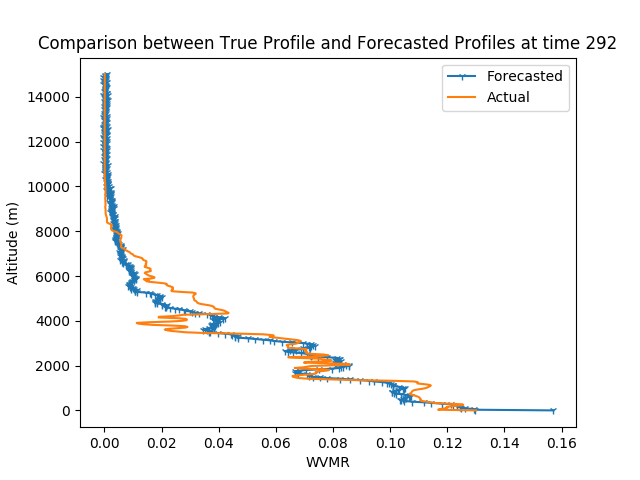 Comparison between True Profile and Forecasted Profiles at time 292
Forecasted
Actual
14000
12000
10000
8000
6000
4000
2000
0
Altitude (m)
0.00 0.02 0.04 0.06 0.08 0.10 0.12 0.14 0.16
WVMR